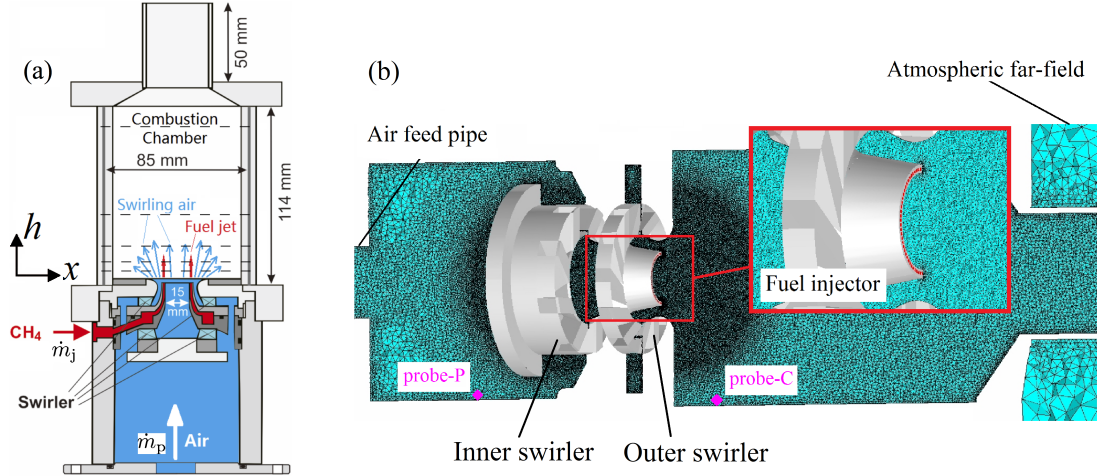 (a)
50 mm
Combustion
Chamber
85 mm
114 mm
Swirling air
Fuel jet
h
x
15
mm
CH₄
ṁⱼ
Swirler
ṁₚ
Air
(b)
Air feed pipe
Atmospheric far-field
Fuel injector
probe-P
probe-C
Inner swirler
Outer swirler